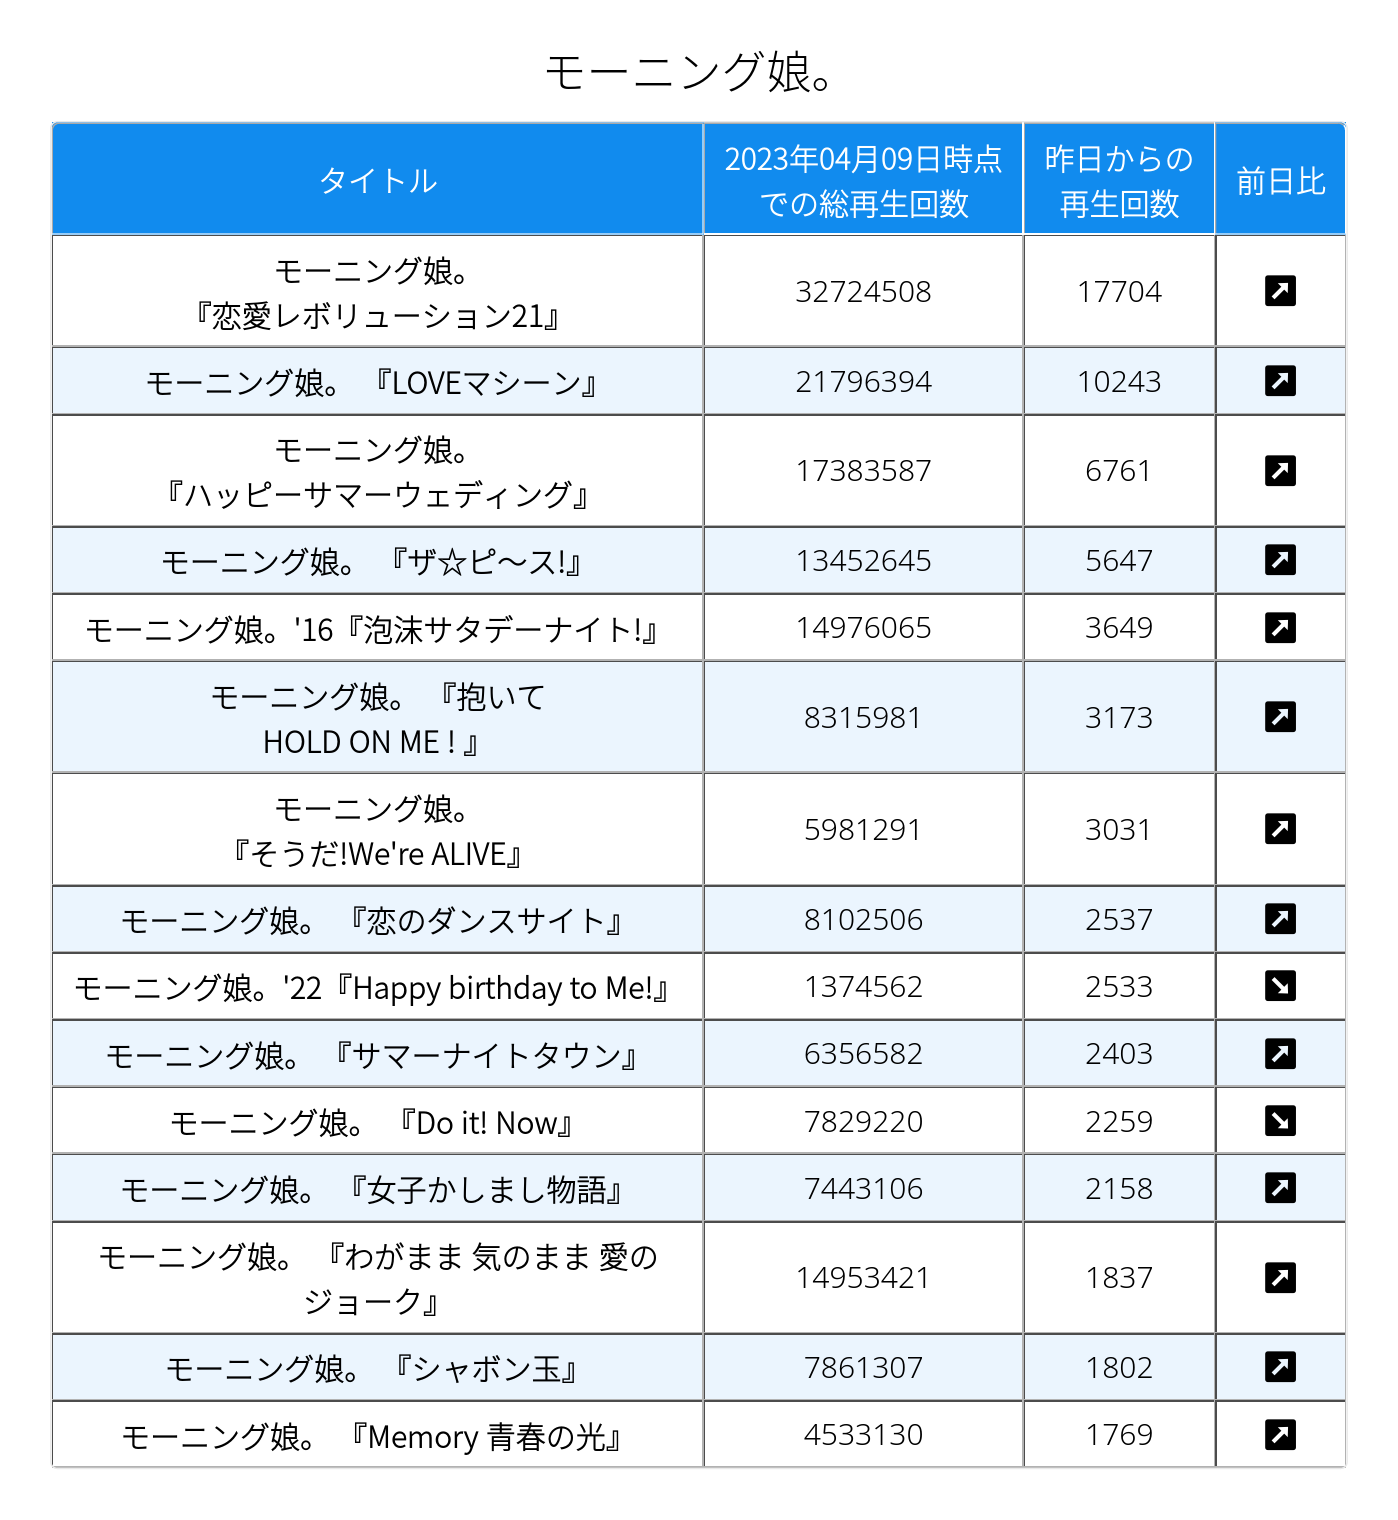 モーニング娘。
タイトル
2023年04月09日時点
での総再生回数
昨日からの
再生回数
前日比
モーニング娘。
『恋愛レボリューション21』
32724508
17704
モーニング娘。 『LOVEマシーン』
21796394
10243
モーニング娘。
『ハッピーサマーウェディング』
17383587
6761
モーニング娘。 『ザ☆ピ〜ス!』
13452645
5647
モーニング娘。'16『泡沫サタデーナイト!』
14976065
3649
モーニング娘。 『抱いて
HOLD ON ME ! 』
8315981
3173
モーニング娘。
『そうだ!We're ALIVE』
5981291
3031
モーニング娘。 『恋のダンスサイト』
8102506
2537
モーニング娘。'22『Happy birthday to Me!』
1374562
2533
モーニング娘。 『サマーナイトタウン』
6356582
2403
モーニング娘。 『Do it! Now』
7829220
2259
モーニング娘。 『女子かしまし物語』
7443106
2158
モーニング娘。 『わがまま 気のまま 愛の
ジョーク』
14953421
1837
モーニング娘。 『シャボン玉』
7861307
1802
モーニング娘。 『Memory 青春の光』
4533130
1769